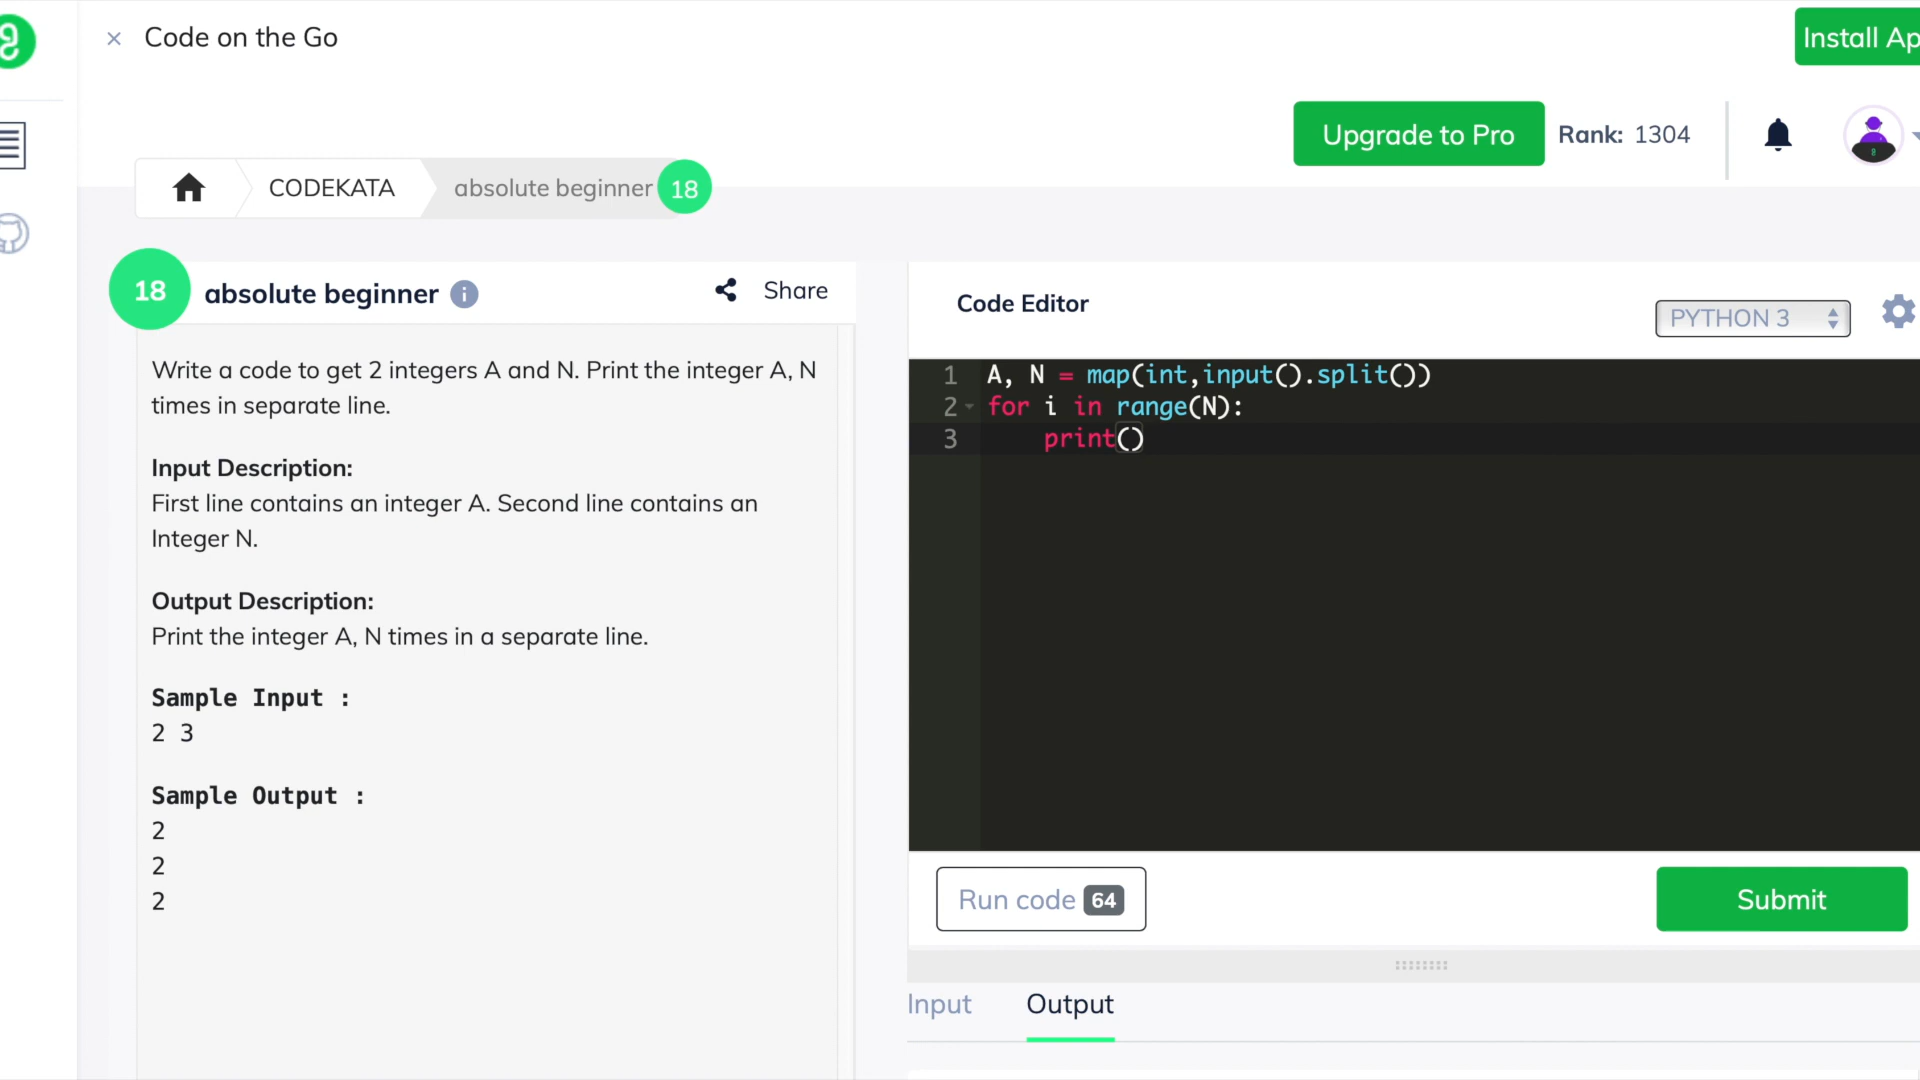 Code on the Go
Install Ap
Upgrade to Pro
Rank: 1304
CODEKATA
absolute beginner 18
18 absolute beginner
Share
Write a code to get 2 integers A and N. Print the integer A, N
times in separate line.
Input Description:
First line contains an integer A. Second line contains an
Integer N.
Output Description:
Print the integer A, N times in a separate line.
Sample Input :
2 3
Sample Output :
2
2
2
Code Editor
PYTHON 3
1 A, N = map(int,input().split())
2 for i in range(N):
3     print()
Run code 64
Submit
Input
Output